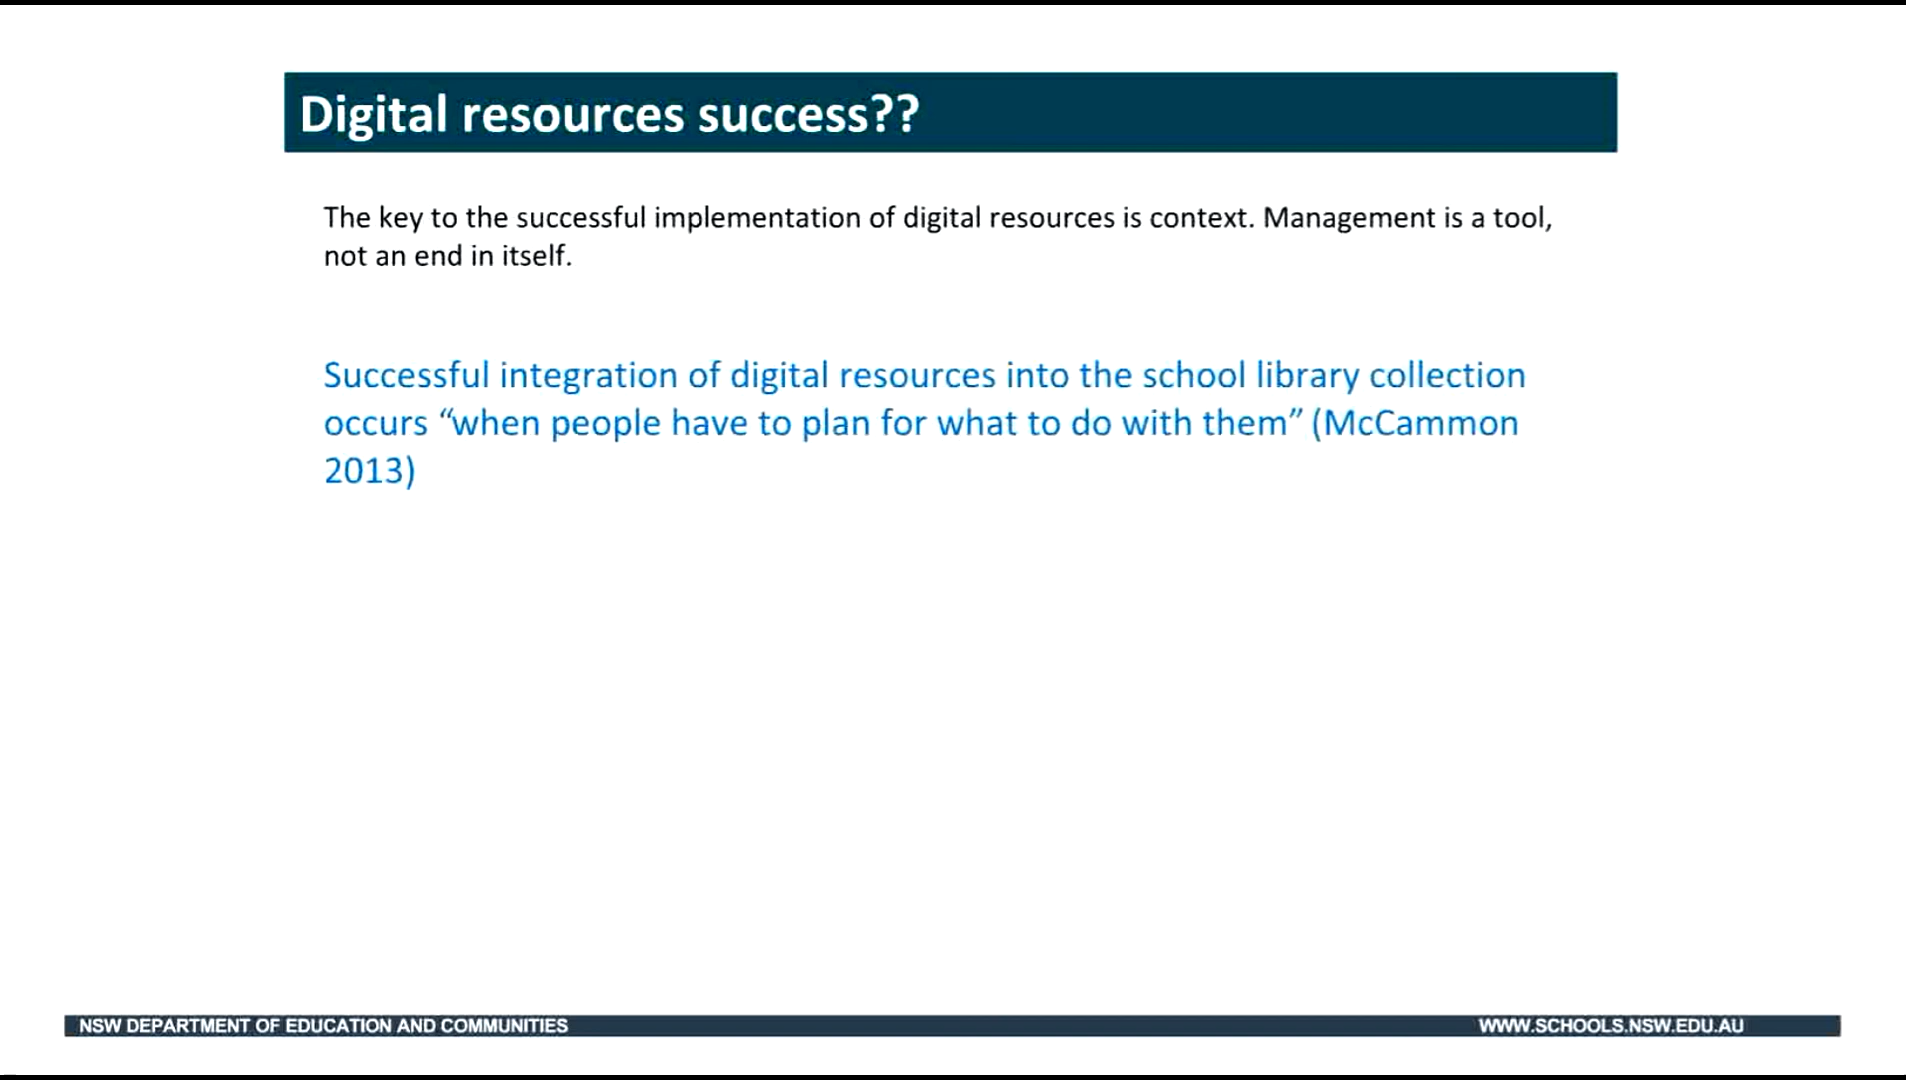 Digital resources success??
The key to the successful implementation of digital resources is context. Management is a tool,
not an end in itself.
Successful integration of digital resources into the school library collection
occurs “when people have to plan for what to do with them” (McCammon
2013)
NSW DEPARTMENT OF EDUCATION AND COMMUNITIES
WWW.SCHOOLS.NSW.EDU.AU